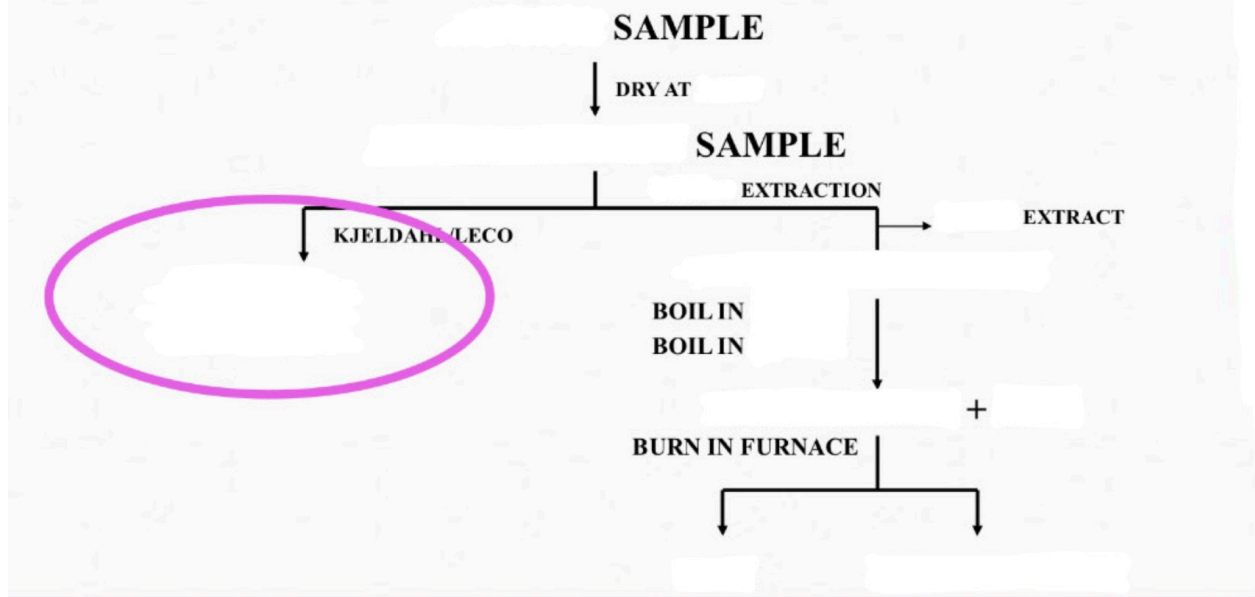 SAMPLE
DRY AT
SAMPLE
EXTRACTION
EXTRACT
KJELDAHL/LECO
BOIL IN
BOIL IN
+
BURN IN FURNACE